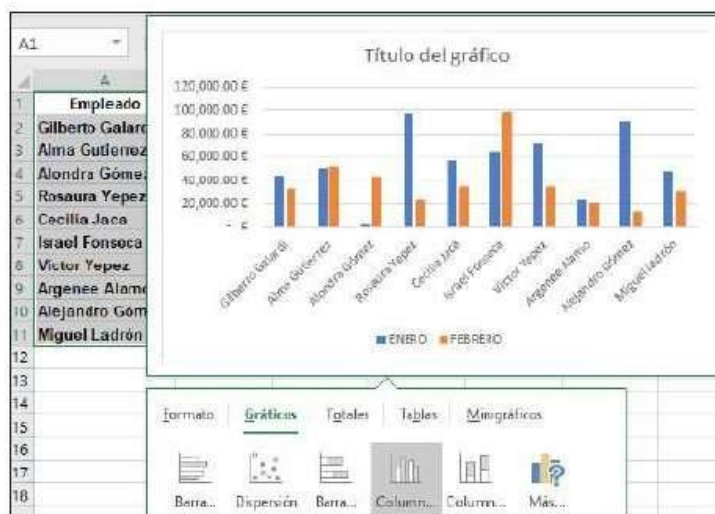 A1
Título del gráfico
A
1 Empleado
2 Gilberto Galard
3 Alma Gutierrez
4 Alondra Gómez
5 Rosaura Yepez
6 Cecilia Jaca
7 Israel Fonseca
8 Victor Yepez
9 Argenee Alamo
10 Alejandro Góm
11 Miguel Ladrón
12
13
14
15
16
17
18
120,000.00 €
100,000.00 €
80,000.00 €
60,000.00 €
40,000.00 €
20,000.00 €
- €
Gilberto Galardi
Alma Gutierrez
Alondra Gómez
Rosaura Yepez
Cecilia Jaca
Israel Fonseca
Victor Yepez
Argenee Alamo
Alejandro Gómez
Miguel Ladrón
ENERO FEBRERO
Formato Gráficos Totales Tablas Minigráficos
Barra... Dispersión Barra... Column... Column... Más...